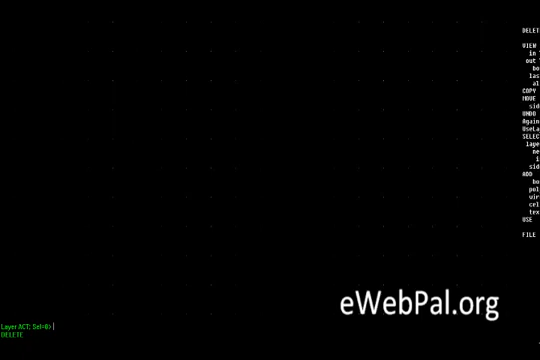 DELET
VIEW
in
out
bo
las
al
COPY
MOVE
sid
UNDO
Again
UseLa
SELEC
laye
ne
i
sid
ADD
bo
pol
wir
cel
tex
USE
FILE
eWebPal.org
Layer ACT; Sel=0>
DELETE